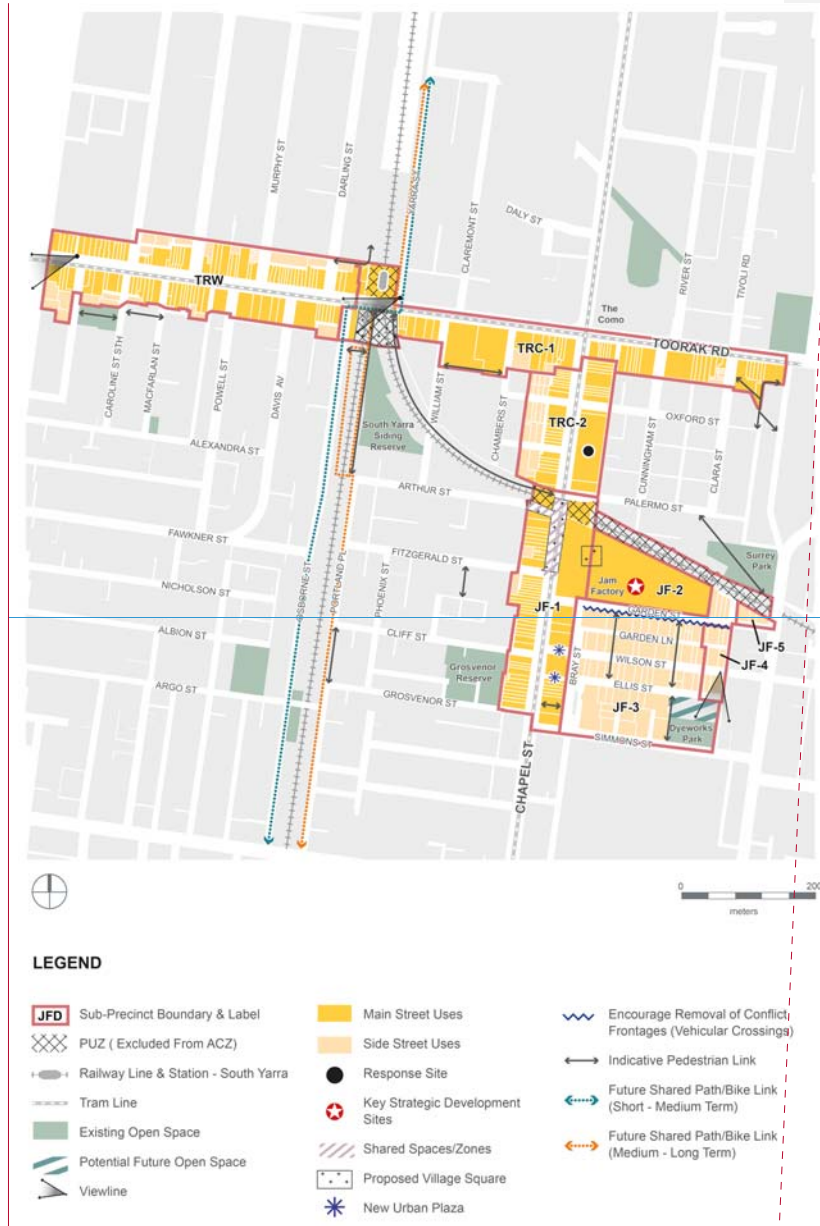 MURPHY ST
DARLING ST
YARRA ST
CLAREMONT ST
DALY ST
RIVER ST
TIVOLI RD
TRW
The
Como
TOORAK RD
TRC-1
CAROLINE ST STH
MACFARLAN ST
POWELL ST
DAVIS AV
WILLIAM ST
CHAMBERS ST
TRC-2
OXFORD ST
CUNNINGHAM ST
CLARA ST
South Yarra
Siding
Reserve
ALEXANDRA ST
ARTHUR ST
PALERMO ST
FAWKNER ST
FITZGERALD ST
Surrey
Park
NICHOLSON ST
OSBORNE ST
PORTLAND PL
PHOENIX ST
Jam
Factory
JF-2
JF-1
GARDEN ST
ALBION ST
CLIFF ST
GARDEN LN
JF-5
JF-4
BRAY ST
WILSON ST
Grosvenor
Reserve
ELLIS ST
ARGO ST
GROSVENOR ST
JF-3
Dyeworks
Park
SIMMONS ST
CHAPEL ST
0
200
meters
LEGEND
JFD
Sub-Precinct Boundary & Label
PUZ ( Excluded From ACZ)
Railway Line & Station - South Yarra
Tram Line
Existing Open Space
Potential Future Open Space
Viewline
Main Street Uses
Side Street Uses
Response Site
Key Strategic Development
Sites
Shared Spaces/Zones
Proposed Village Square
New Urban Plaza
Encourage Removal of Conflict
Frontages (Vehicular Crossings)
Indicative Pedestrian Link
Future Shared Path/Bike Link
(Short - Medium Term)
Future Shared Path/Bike Link
(Medium - Long Term)